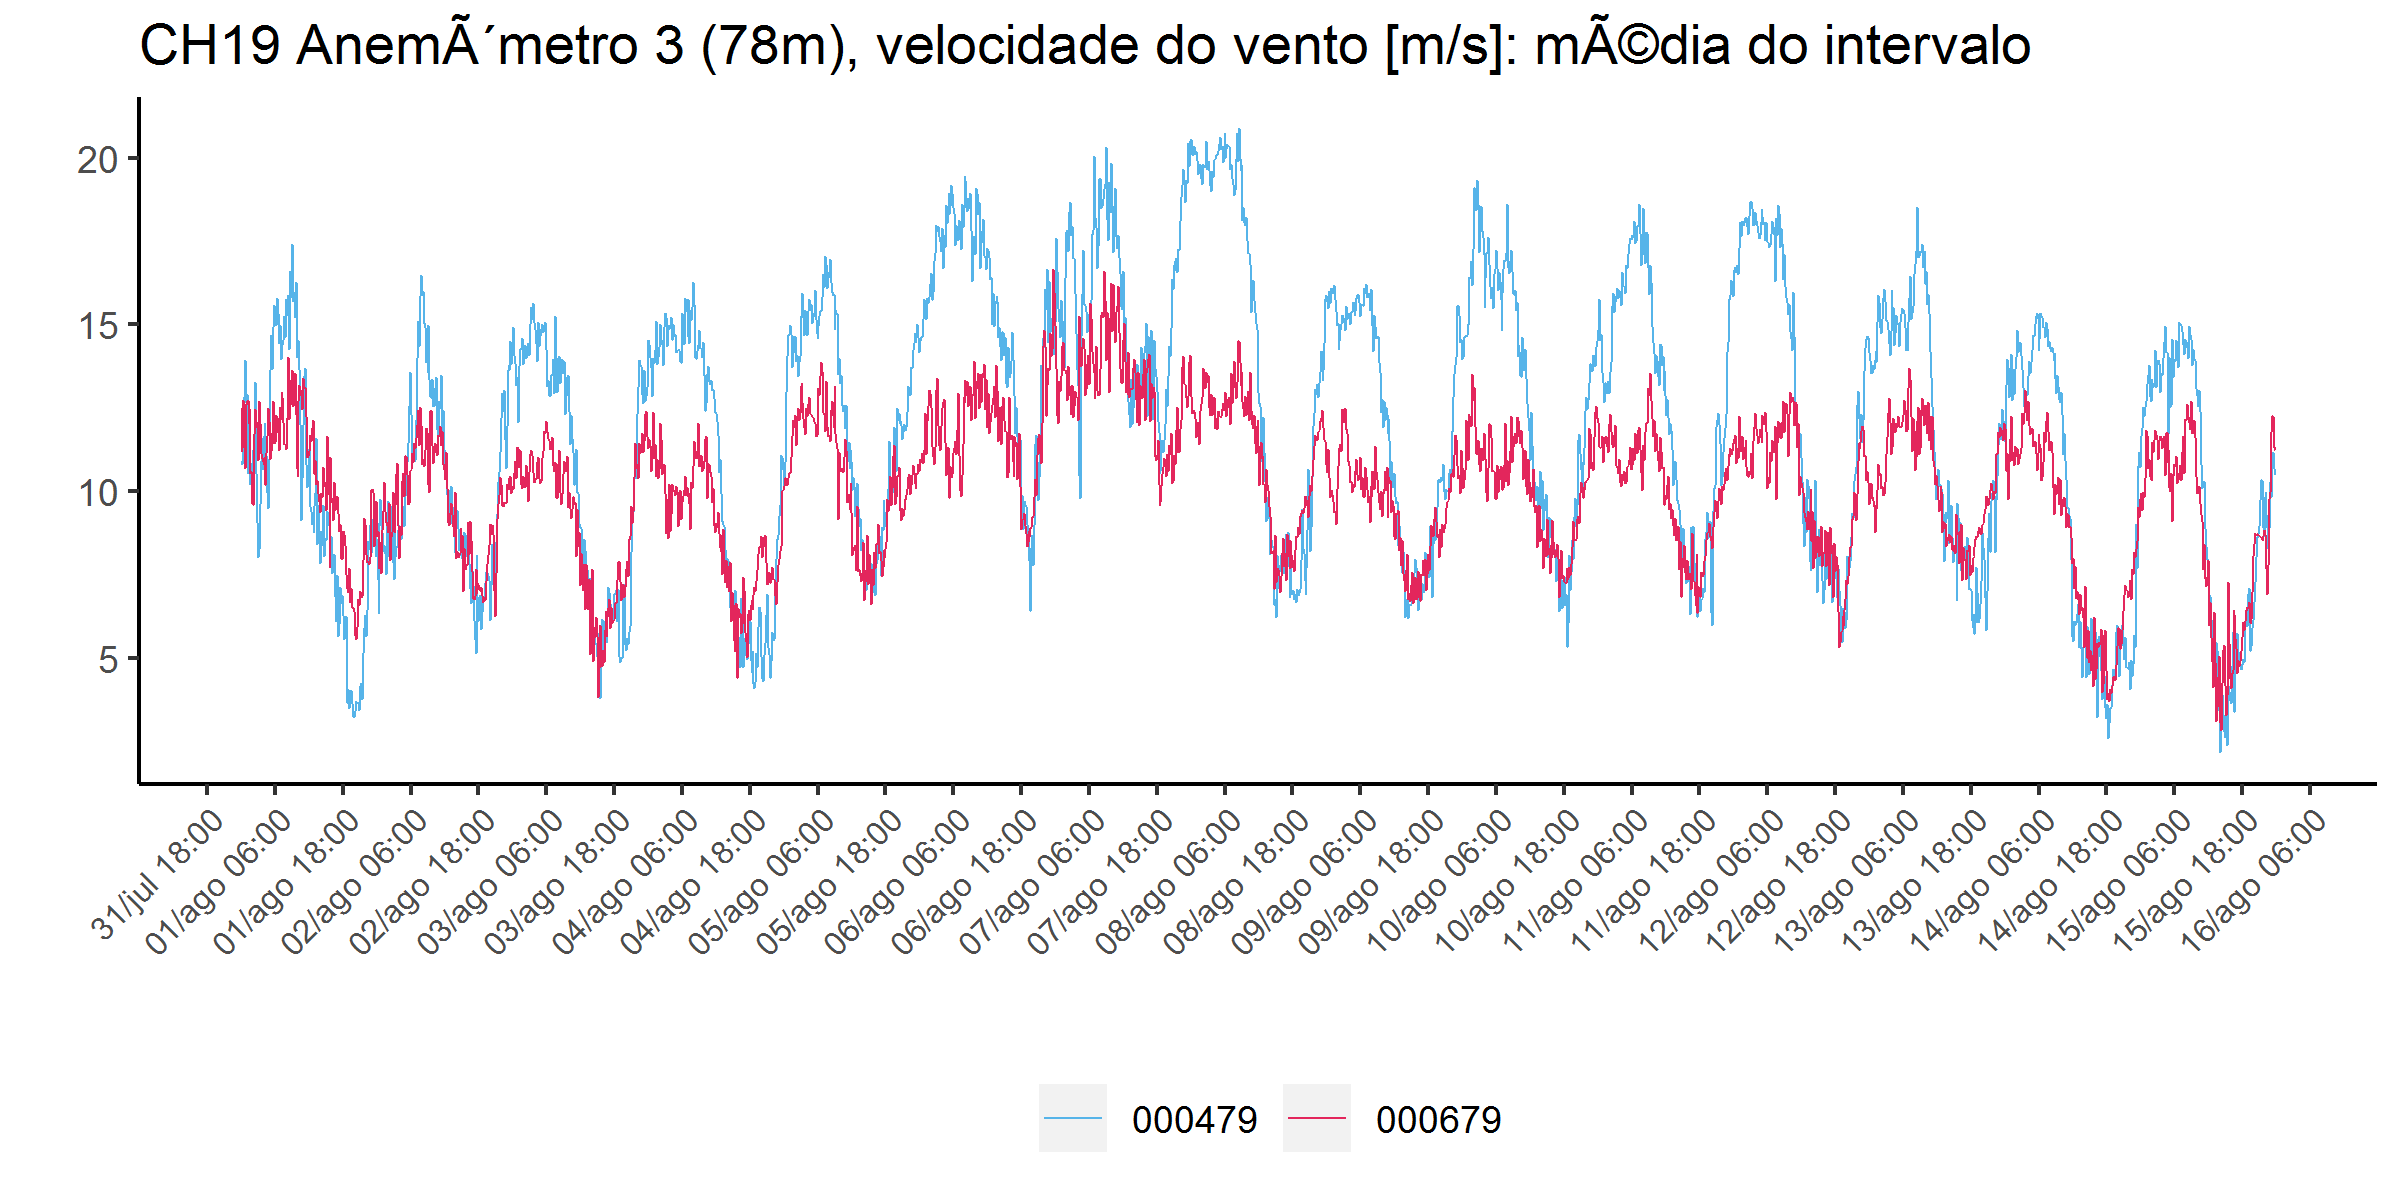 CH19 AnemÃ´metro 3 (78m), velocidade do vento [m/s]: mÃ©dia do intervalo
20
15
10
5
31/jul 18:00
01/ago 06:00
01/ago 18:00
02/ago 06:00
02/ago 18:00
03/ago 06:00
03/ago 18:00
04/ago 06:00
04/ago 18:00
05/ago 06:00
05/ago 18:00
06/ago 06:00
06/ago 18:00
07/ago 06:00
07/ago 18:00
08/ago 06:00
08/ago 18:00
09/ago 06:00
09/ago 18:00
10/ago 06:00
10/ago 18:00
11/ago 06:00
11/ago 18:00
12/ago 06:00
12/ago 18:00
13/ago 06:00
13/ago 18:00
14/ago 06:00
14/ago 18:00
15/ago 06:00
15/ago 18:00
16/ago 06:00
000479
000679